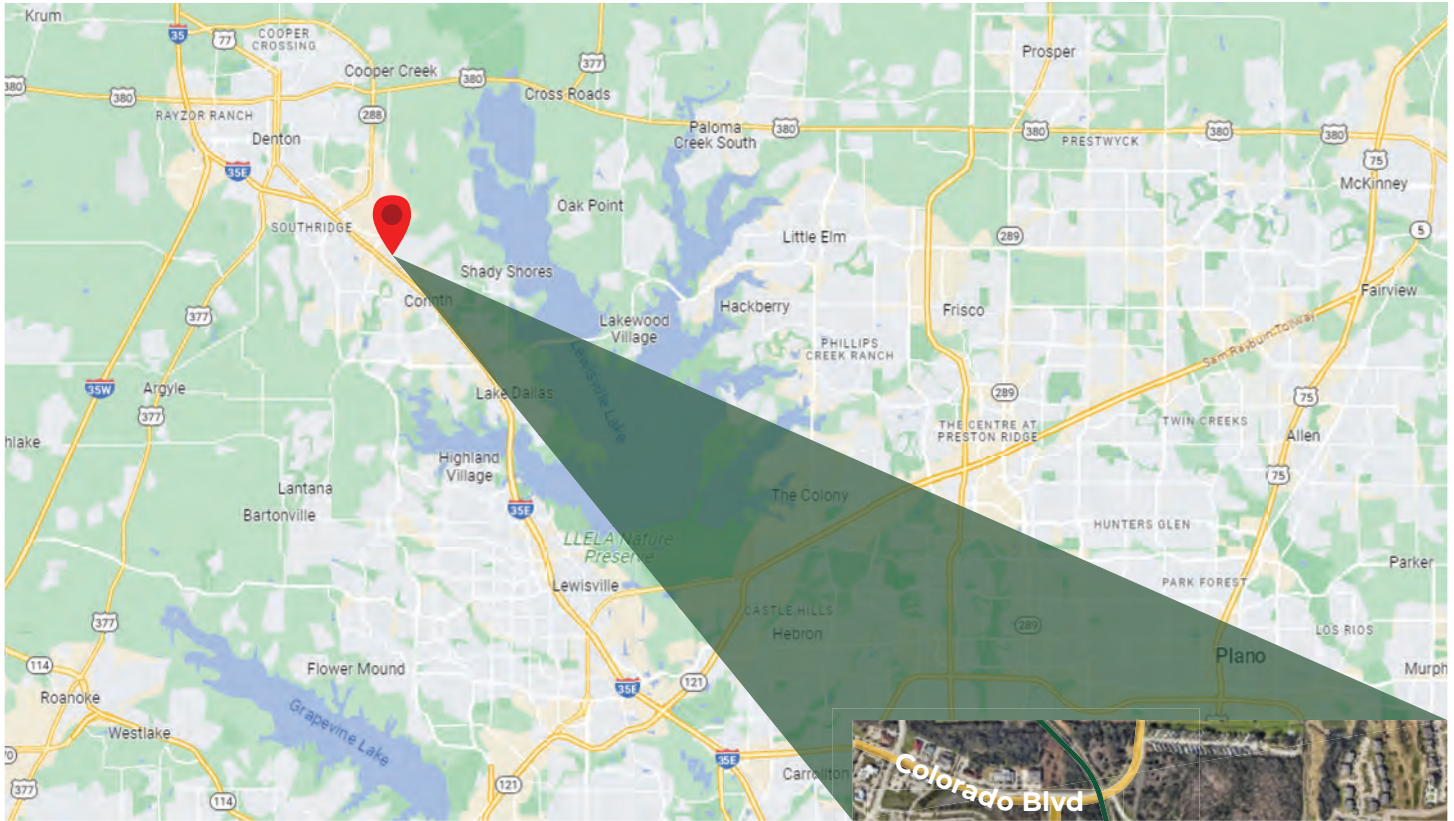 Krum
35
77
COOPER
CROSSING
Cooper Creek
380
377
Prosper
380
380
Cross Roads
RAYZOR RANCH
288
Denton
Paloma
Creek South
380
380
PRESTWYCK
380
380
75
McKinney
35E
Oak Point
SOUTHRIDGE
Little Elm
289
5
Shady Shores
Corinth
Hackberry
Frisco
Fairview
377
Lakewood
Village
Sam Rayburn Tollway
PHILLIPS
CREEK RANCH
35W
Argyle
Lake Dallas
Lewisville Lake
289
75
377
THE CENTRE AT
PRESTON RIDGE
TWIN CREEKS
Allen
hlake
Highland
Village
75
Lantana
The Colony
Bartonville
35E
HUNTERS GLEN
LLELA Nature
Preserve
Parker
Lewisville
PARK FOREST
CASTLE HILLS
Hebron
377
289
LOS RIOS
114
Flower Mound
Plano
Murph
35E
121
Roanoke
Grapevine Lake
Westlake
70
35E
Carrollton
377
114
121
Colorado Blvd